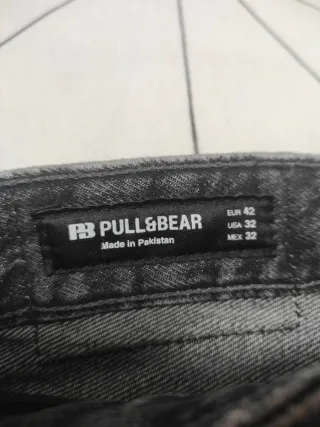 PB PULL&BEAR
Made in Pakistan
EUR 42
USA 32
MEX 32